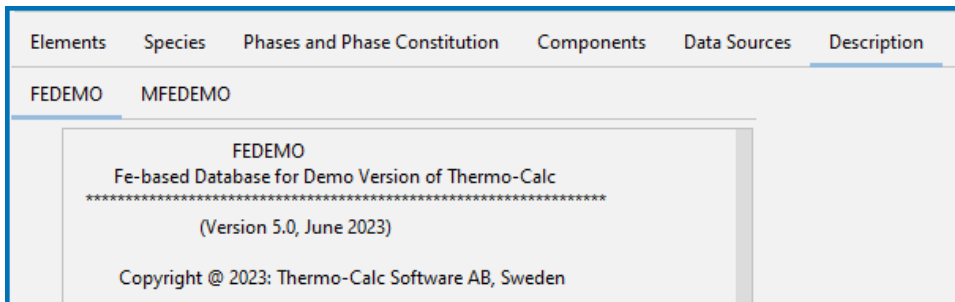 Elements Species Phases and Phase Constitution Components Data Sources Description
FEDEMO MFEDEMO
FEDEMO
Fe-based Database for Demo Version of Thermo-Calc
*****************************************************************
(Version 5.0, June 2023)
Copyright @ 2023: Thermo-Calc Software AB, Sweden